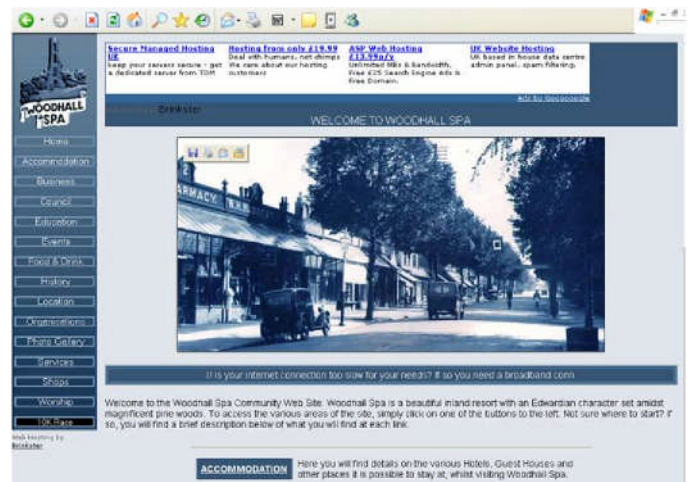 Secure Managed Hosting UK
keep your servers secure - get a dedicated server from TDM
Hosting from only £19.99
Deal with humans, not chimps
We care about our hosting customers
ASP Web Hosting
£13.99p/y
Unlimited MBs & Bandwidth,
Free £25 Search Engine Ads &
Free Domain.
UK Website Hosting
UK based in house data centre
admin panel, spam filtering.
Brinkster
WELCOME TO WOODHALL SPA
WOODHALL
SPA
Home
Accommodation
Business
Council
Education
Events
Food & Drink
History
Location
Organisations
Photo Gallery
Services
Shops
Worship
10K Race
Web Hosting by
Brinkster
PHARMACY
Is your internet connection too slow for your needs? If so you need a broadband conn
Welcome to the Woodhall Spa Community Web Site. Woodhall Spa is a beautiful inland resort with an Edwardian character set amidst
magnificent pine woods. To access the various areas of the site, simply click on one of the buttons to the left. Not sure where to start? If
so, you will find a brief description below of what you will find at each link.
ACCOMMODATION
Here you will find details on the various Hotels, Guest Houses and
other places it is possible to stay at, whilst visiting Woodhall Spa.